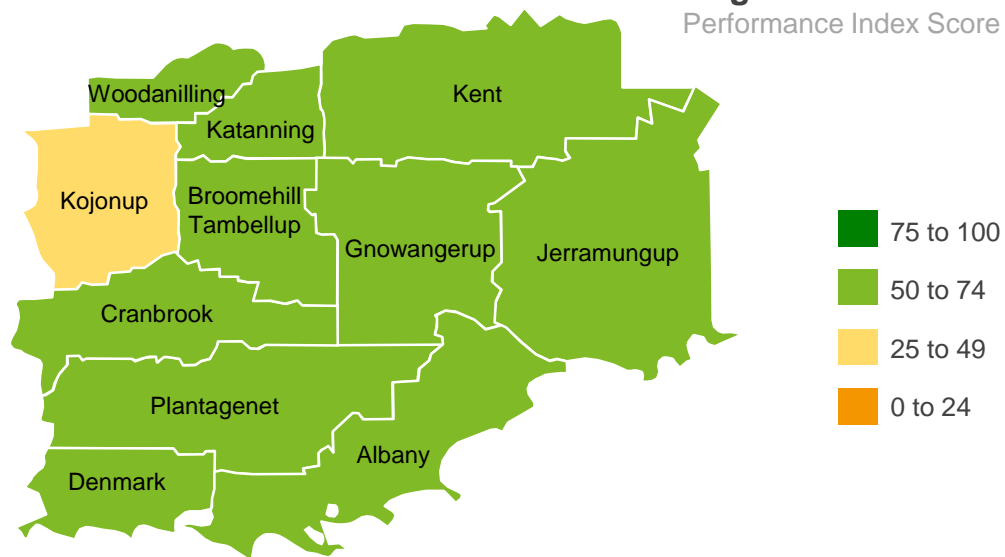 Performance Index Score
Woodanilling
Kent
Katanning
Kojonup
Broomehill
Tambellup
Gnowangerup
Jerramungup
Cranbrook
Plantagenet
Albany
Denmark
75 to 100
50 to 74
25 to 49
0 to 24